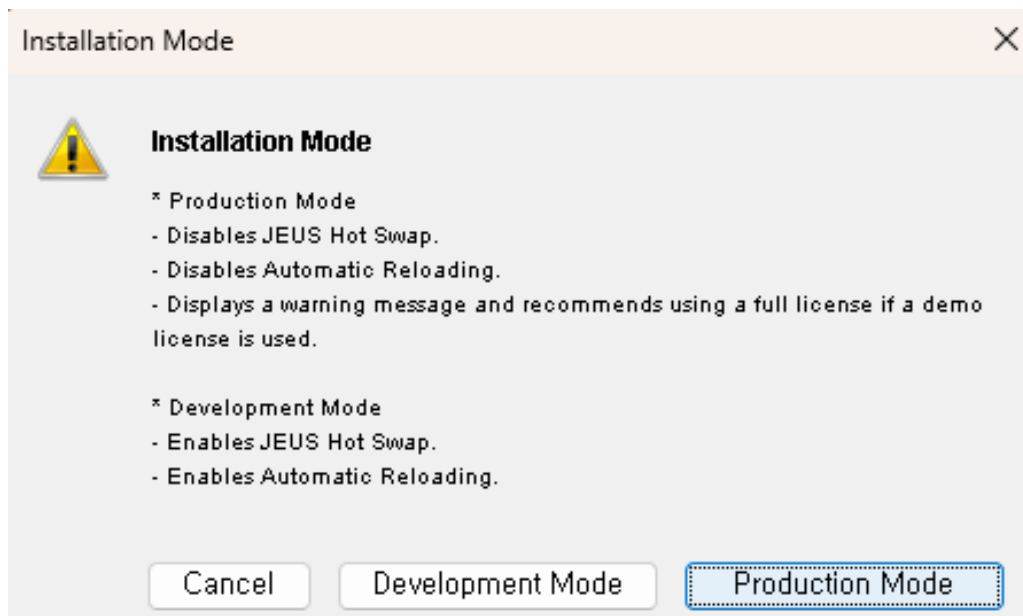 Installation Mode
Installation Mode
* Production Mode
- Disables JEUS Hot Swap.
- Disables Automatic Reloading.
- Displays a warning message and recommends using a full license if a demo
license is used.
* Development Mode
- Enables JEUS Hot Swap.
- Enables Automatic Reloading.
Cancel Development Mode Production Mode